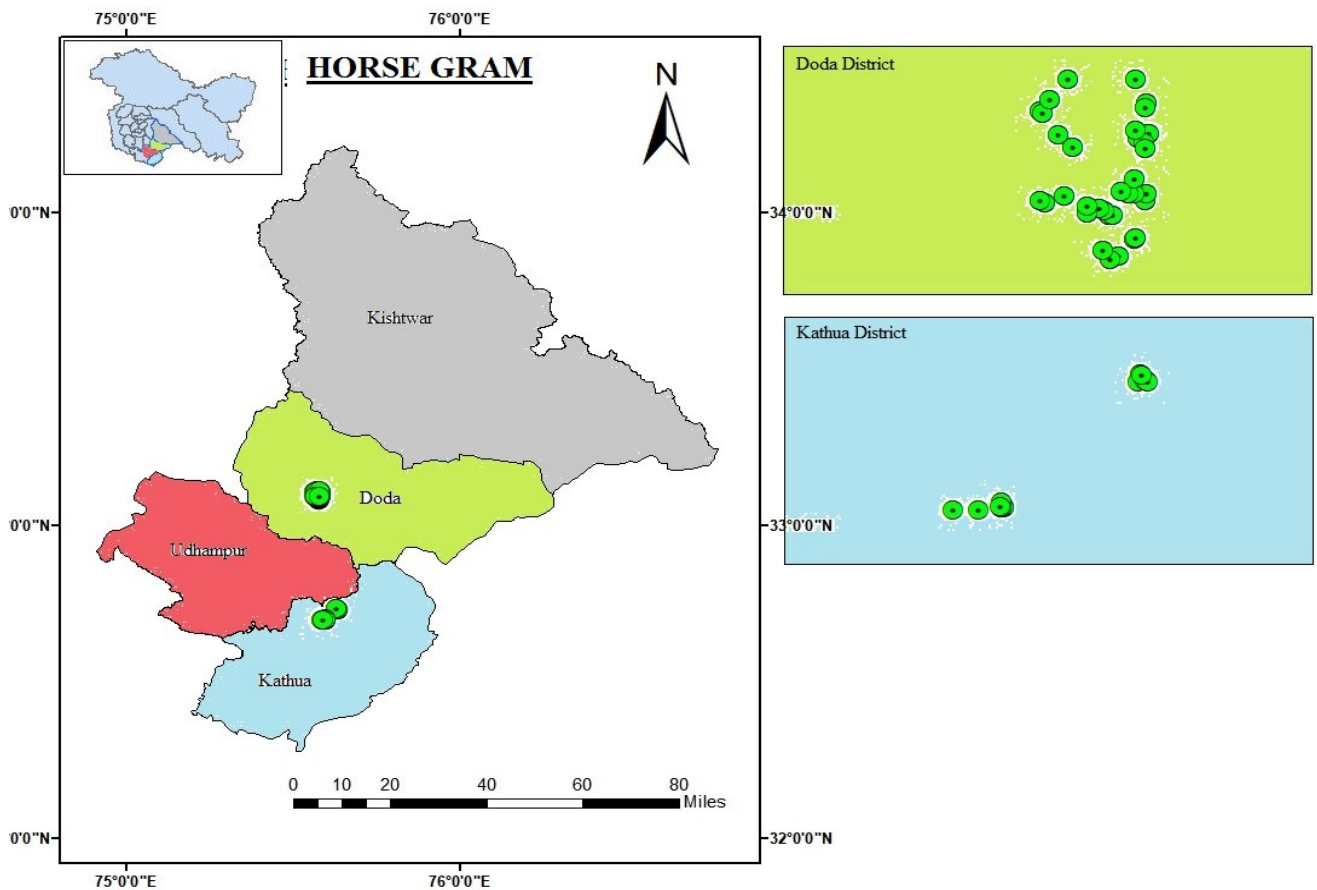 75°0'0"E 76°0'0"E
HORSE GRAM
N
Doda District
0'0"N 34°0'0"N
Kishtwar
Kathua District
Doda
0'0"N 33°0'0"N
Udhampur
Kathua
0 10 20 40 60 80
Miles
0'0"N 32°0'0"N
75°0'0"E 76°0'0"E